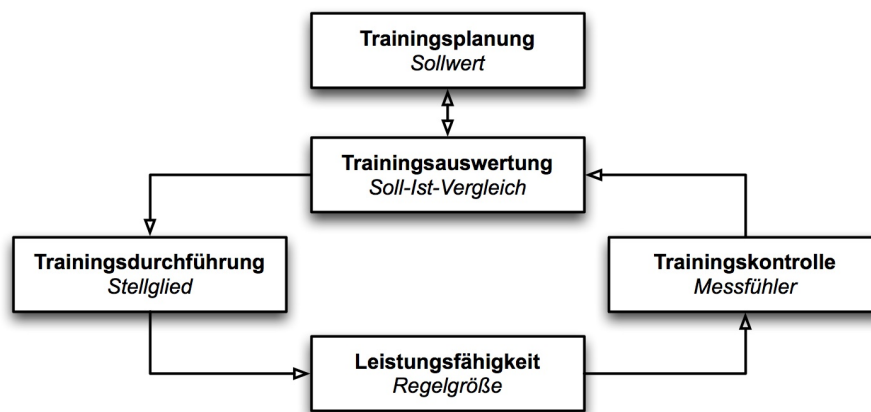 Trainingsplanung
Sollwert
Trainingsauswertung
Soll-Ist-Vergleich
Trainingsdurchführung
Stellglied
Trainingskontrolle
Messfühler
Leistungsfähigkeit
Regelgröße